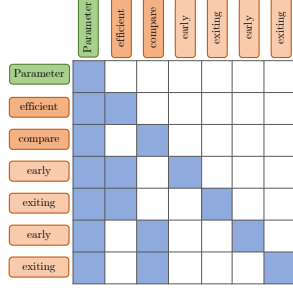 Parameter
efficient
compare
early
exiting
early
exiting
Parameter
efficient
compare
early
exiting
early
exiting